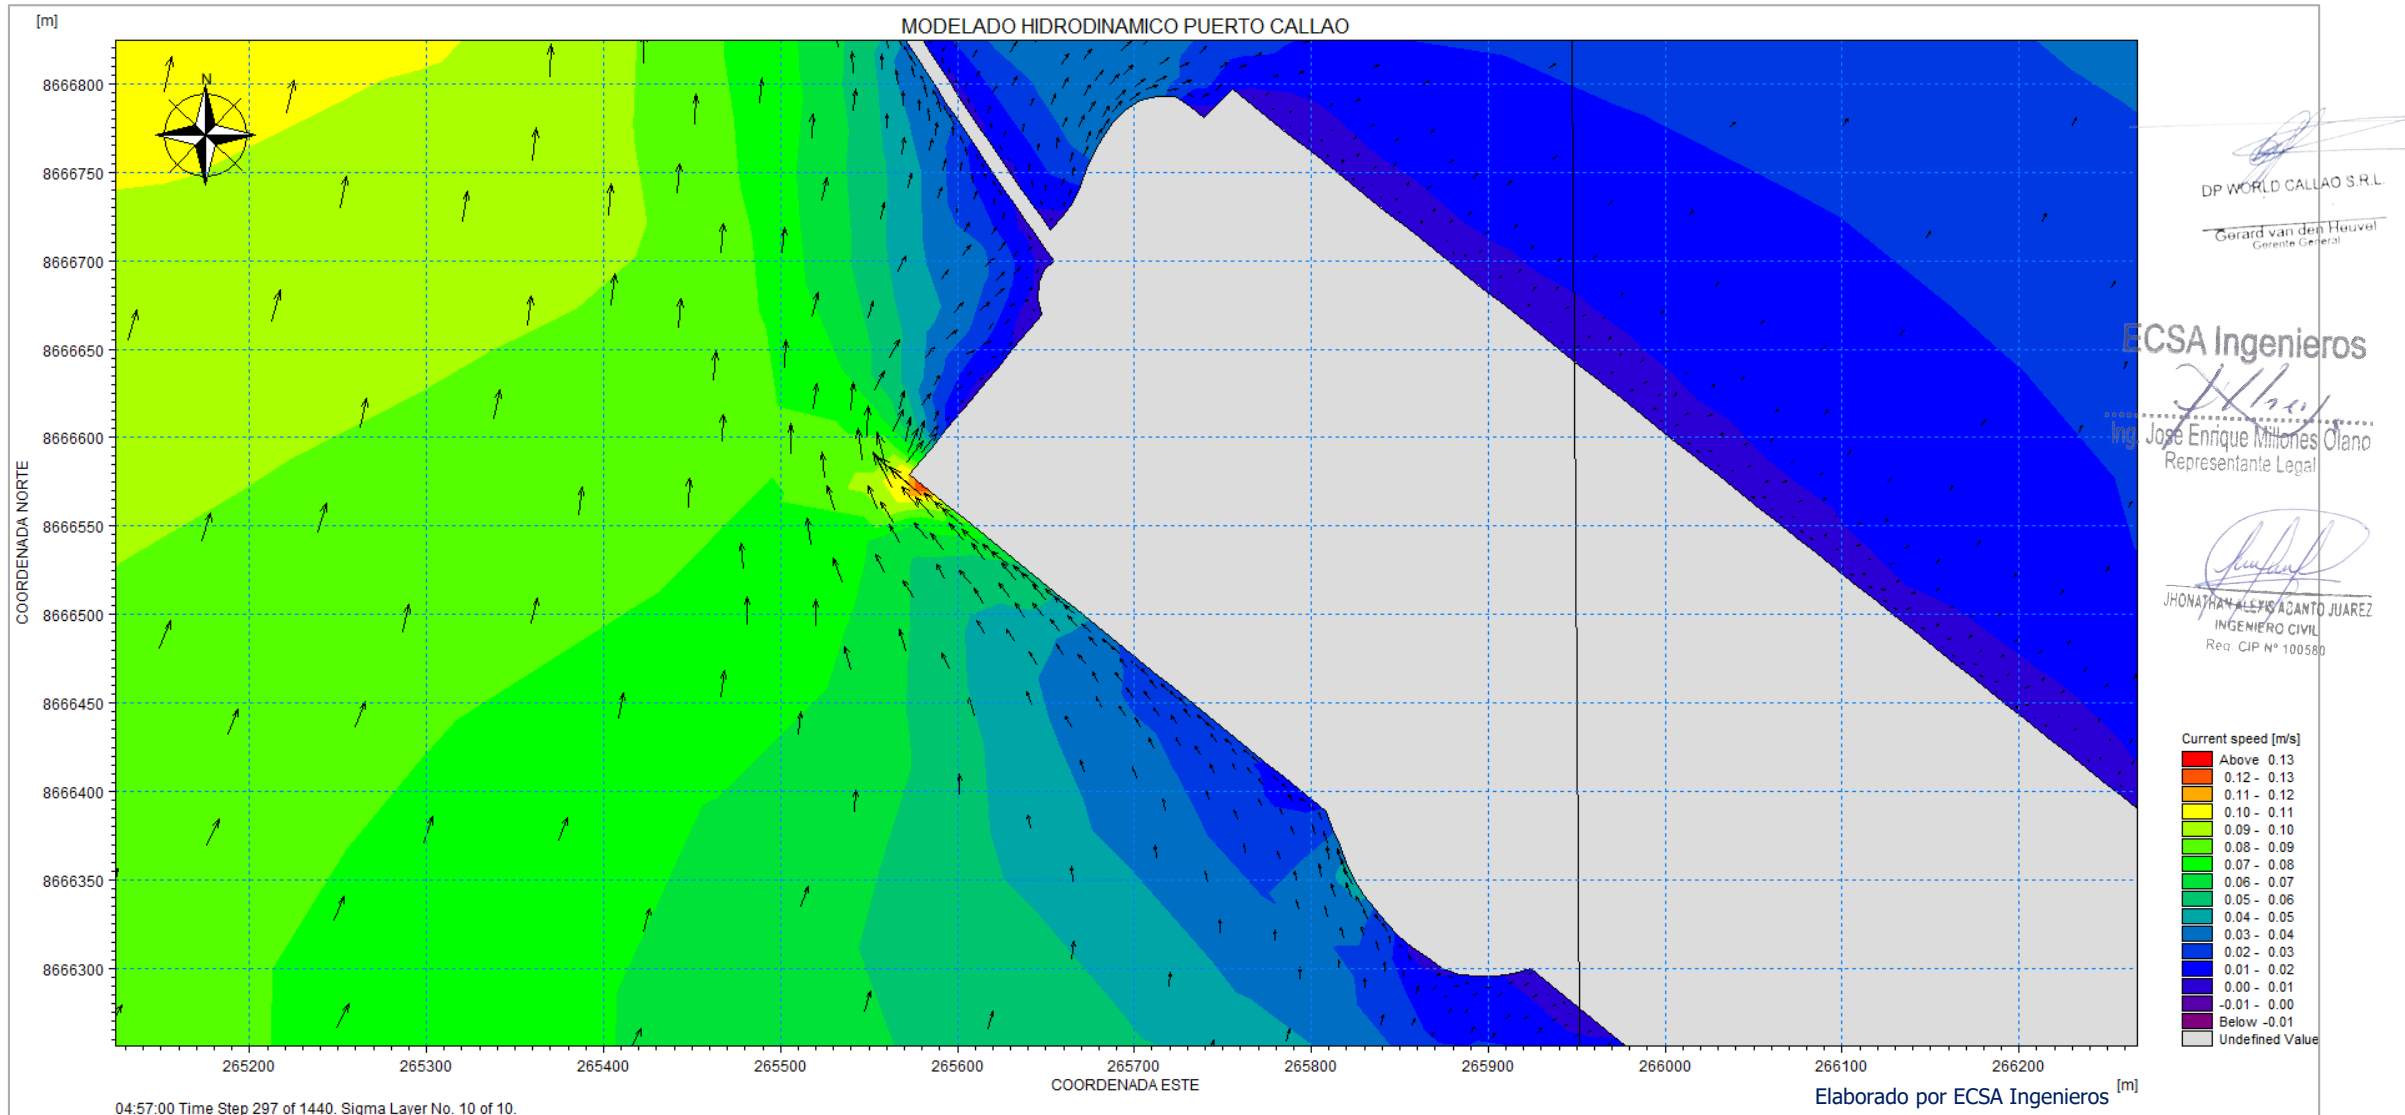 [m]
MODELADO HIDRODINAMICO PUERTO CALLAO
N
8666800
8666750
8666700
8666650
8666600
8666550
8666500
8666450
8666400
8666350
8666300
COORDENADA NORTE
265200
265300
265400
265500
265600
265700
265800
265900
266000
266100
266200
COORDENADA ESTE
[m]
Elaborado por ECSA Ingenieros
04:57:00 Time Step 297 of 1440. Sigma Layer No. 10 of 10.
DP WORLD CALLAO S.R.L.
Gerard van den Heuvel
Gerente General
ECSA Ingenieros
Ing. José Enrique Millones Olano
Representante Legal
JHONATHAN ALEXIS ACANTO JUAREZ
INGENIERO CIVIL
Reg. CIP Nº 100580
Current speed [m/s]
Above 0.13
0.12 - 0.13
0.11 - 0.12
0.10 - 0.11
0.09 - 0.10
0.08 - 0.09
0.07 - 0.08
0.06 - 0.07
0.05 - 0.06
0.04 - 0.05
0.03 - 0.04
0.02 - 0.03
0.01 - 0.02
0.00 - 0.01
-0.01 - 0.00
Below -0.01
Undefined Value